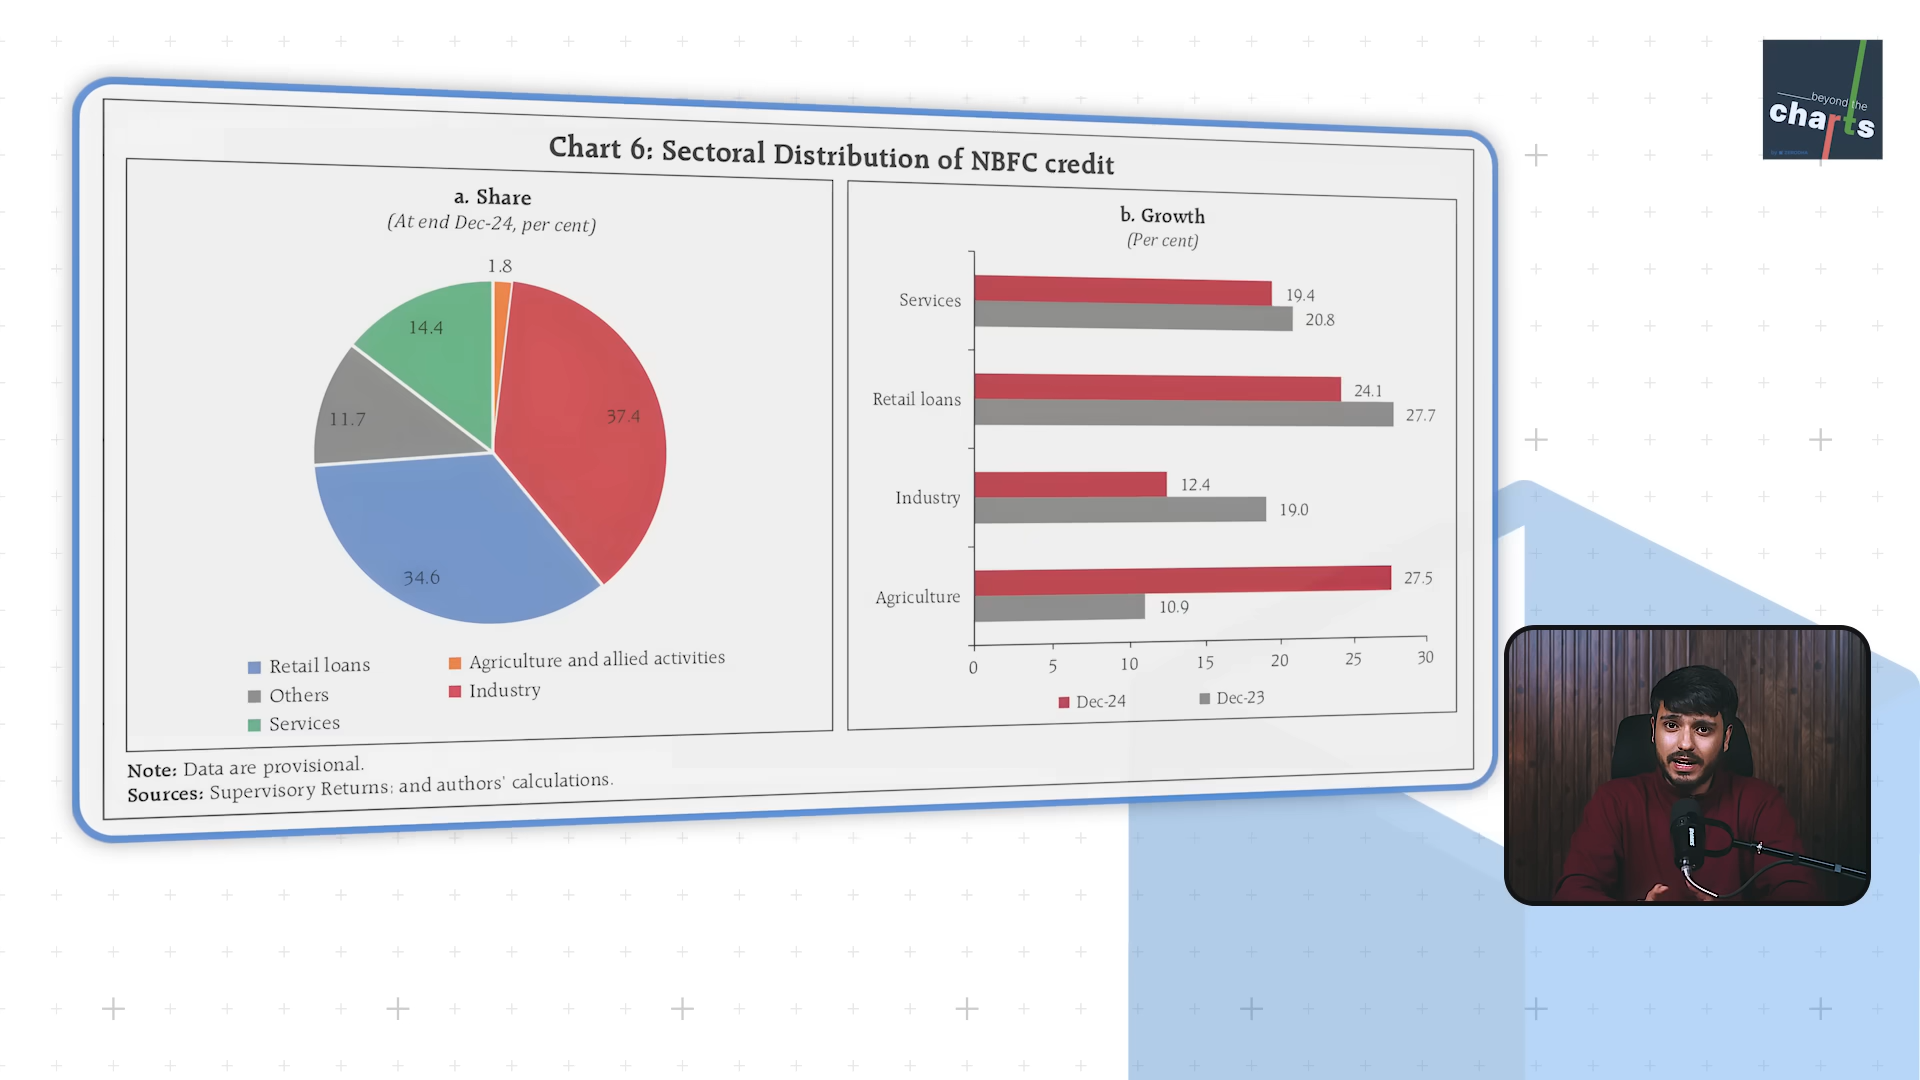 beyond the
charts
Chart 6: Sectoral Distribution of NBFC credit
a. Share
(At end Dec-24, per cent)
1.8
14.4
37.4
11.7
34.6
Retail loans
Agriculture and allied activities
Others
Industry
Services
b. Growth
(Per cent)
Services
19.4
20.8
Retail loans
24.1
27.7
Industry
12.4
19.0
Agriculture
27.5
10.9
0 5 10 15 20 25 30
Dec-24 Dec-23
Note: Data are provisional.
Sources: Supervisory Returns; and authors' calculations.